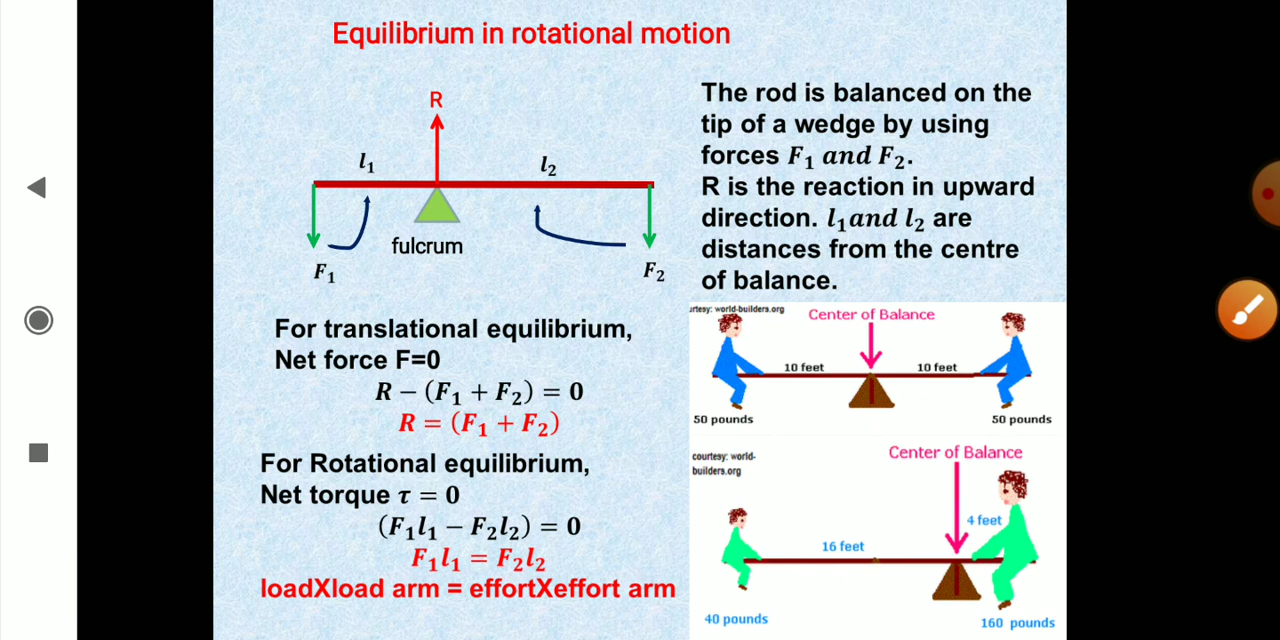 Equilibrium in rotational motion
R
l₁
l₂
fulcrum
F₁
F₂
The rod is balanced on the
tip of a wedge by using
forces F₁ and F₂.
R is the reaction in upward
direction. l₁and l₂ are
distances from the centre
of balance.
For translational equilibrium,
Net force F=0
R − (F₁ + F₂) = 0
R = (F₁ + F₂)
For Rotational equilibrium,
Net torque τ = 0
(F₁l₁ − F₂l₂) = 0
F₁l₁ = F₂l₂
loadXload arm = effortXeffort arm
rtesy: world-builders.org
Center of Balance
10 feet
10 feet
50 pounds
50 pounds
courtesy: world-
builders.org
Center of Balance
4 feet
16 feet
40 pounds
160 pounds